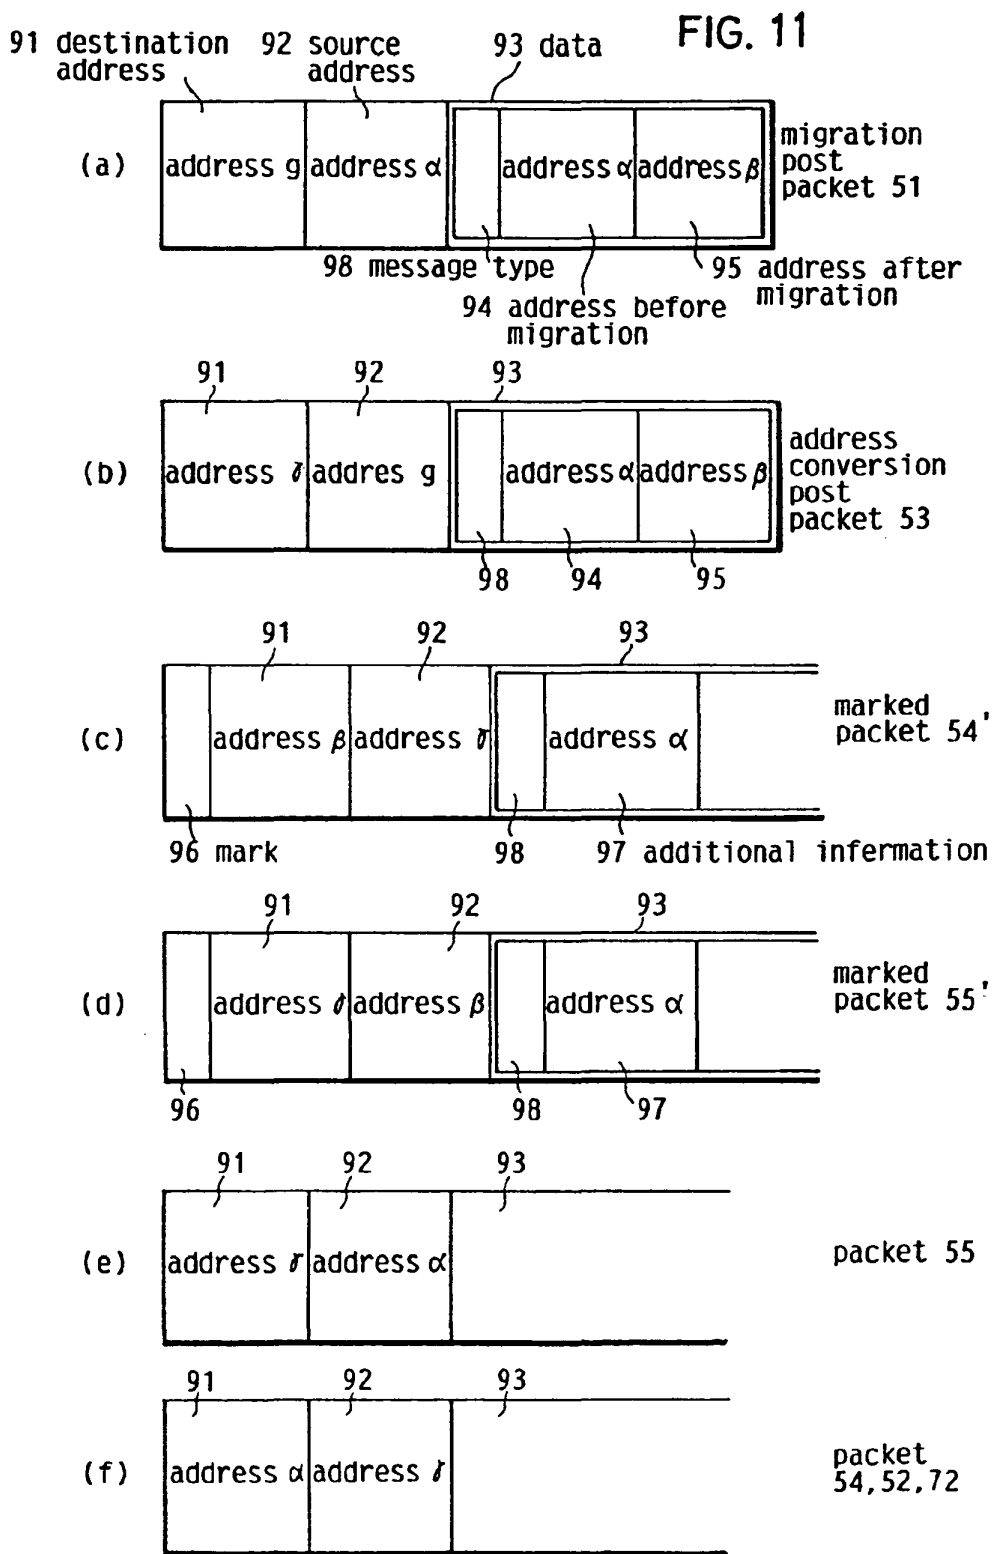 FIG. 11
91 destination address
92 source address
93 data
(a)
address g
address α
address α
address β
migration post packet 51
98 message type
94 address before migration
95 address after migration
91
92
93
(b)
address γ
addres g
address α
address β
address conversion post packet 53
98
94
95
91
92
93
(c)
address β
address γ
address α
marked packet 54'
96 mark
98
97 additional infermation
91
92
93
(d)
address γ
address β
address α
marked packet 55'
96
98
97
91
92
93
(e)
address γ
address α
packet 55
91
92
93
(f)
address α
address γ
packet 54,52,72